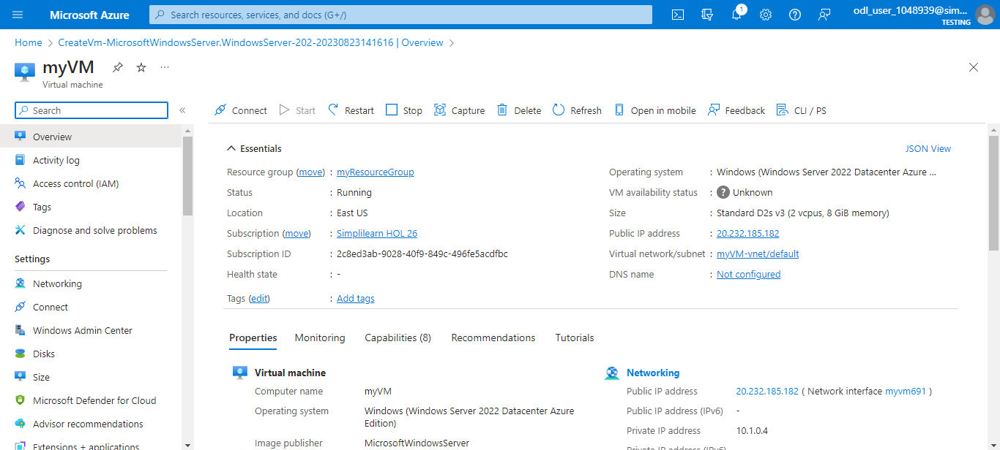 Microsoft Azure
Search resources, services, and docs (G+/)
1
odl_user_1048939@sim...
TESTING
Home > CreateVm-MicrosoftWindowsServer.WindowsServer-202-20230823141616 | Overview >
myVM
...
Virtual machine
Search
«
Connect Start Restart Stop Capture Delete Refresh Open in mobile Feedback CLI / PS
Overview
Activity log
Access control (IAM)
Tags
Diagnose and solve problems
Settings
Networking
Connect
Windows Admin Center
Disks
Size
Microsoft Defender for Cloud
Advisor recommendations
Extensions + applications
Essentials
JSON View
Resource group (move) : myResourceGroup
Status : Running
Location : East US
Subscription (move) : Simplilearn HOL 26
Subscription ID : 2c8ed3ab-9028-40f9-849c-496fe5acdfbc
Health state : -
Tags (edit) : Add tags
Operating system : Windows (Windows Server 2022 Datacenter Azure ...
VM availability status : ? Unknown
Size : Standard D2s v3 (2 vcpus, 8 GiB memory)
Public IP address : 20.232.185.182
Virtual network/subnet : myVM-vnet/default
DNS name : Not configured
Properties Monitoring Capabilities (8) Recommendations Tutorials
Virtual machine
Computer name myVM
Operating system Windows (Windows Server 2022 Datacenter Azure
Edition)
Image publisher MicrosoftWindowsServer
Networking
Public IP address 20.232.185.182 ( Network interface myvm691 )
Public IP address (IPv6) -
Private IP address 10.1.0.4
Private IP address (IPv6)